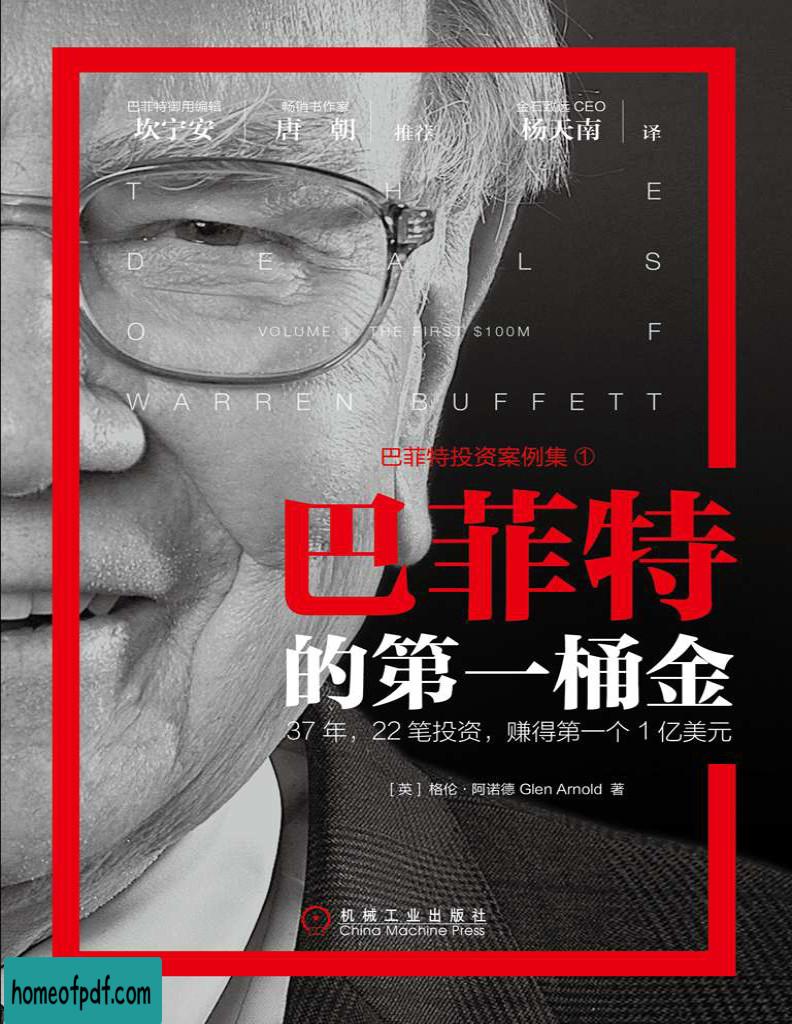 巴菲特御用编辑 畅销书作家 金石致远 CEO
坎宁安 唐 朝 推荐 杨天南 译
T H E
D E A L S
O VOLUME 1 THE FIRST $100M F
WARREN BUFFETT
巴菲特投资案例集 ①
巴菲特
的第一桶金
37 年，22 笔投资，赚得第一个 1 亿美元
[ 英 ] 格伦·阿诺德 Glen Arnold 著
机械工业出版社
China Machine Press
homeofpdf.com